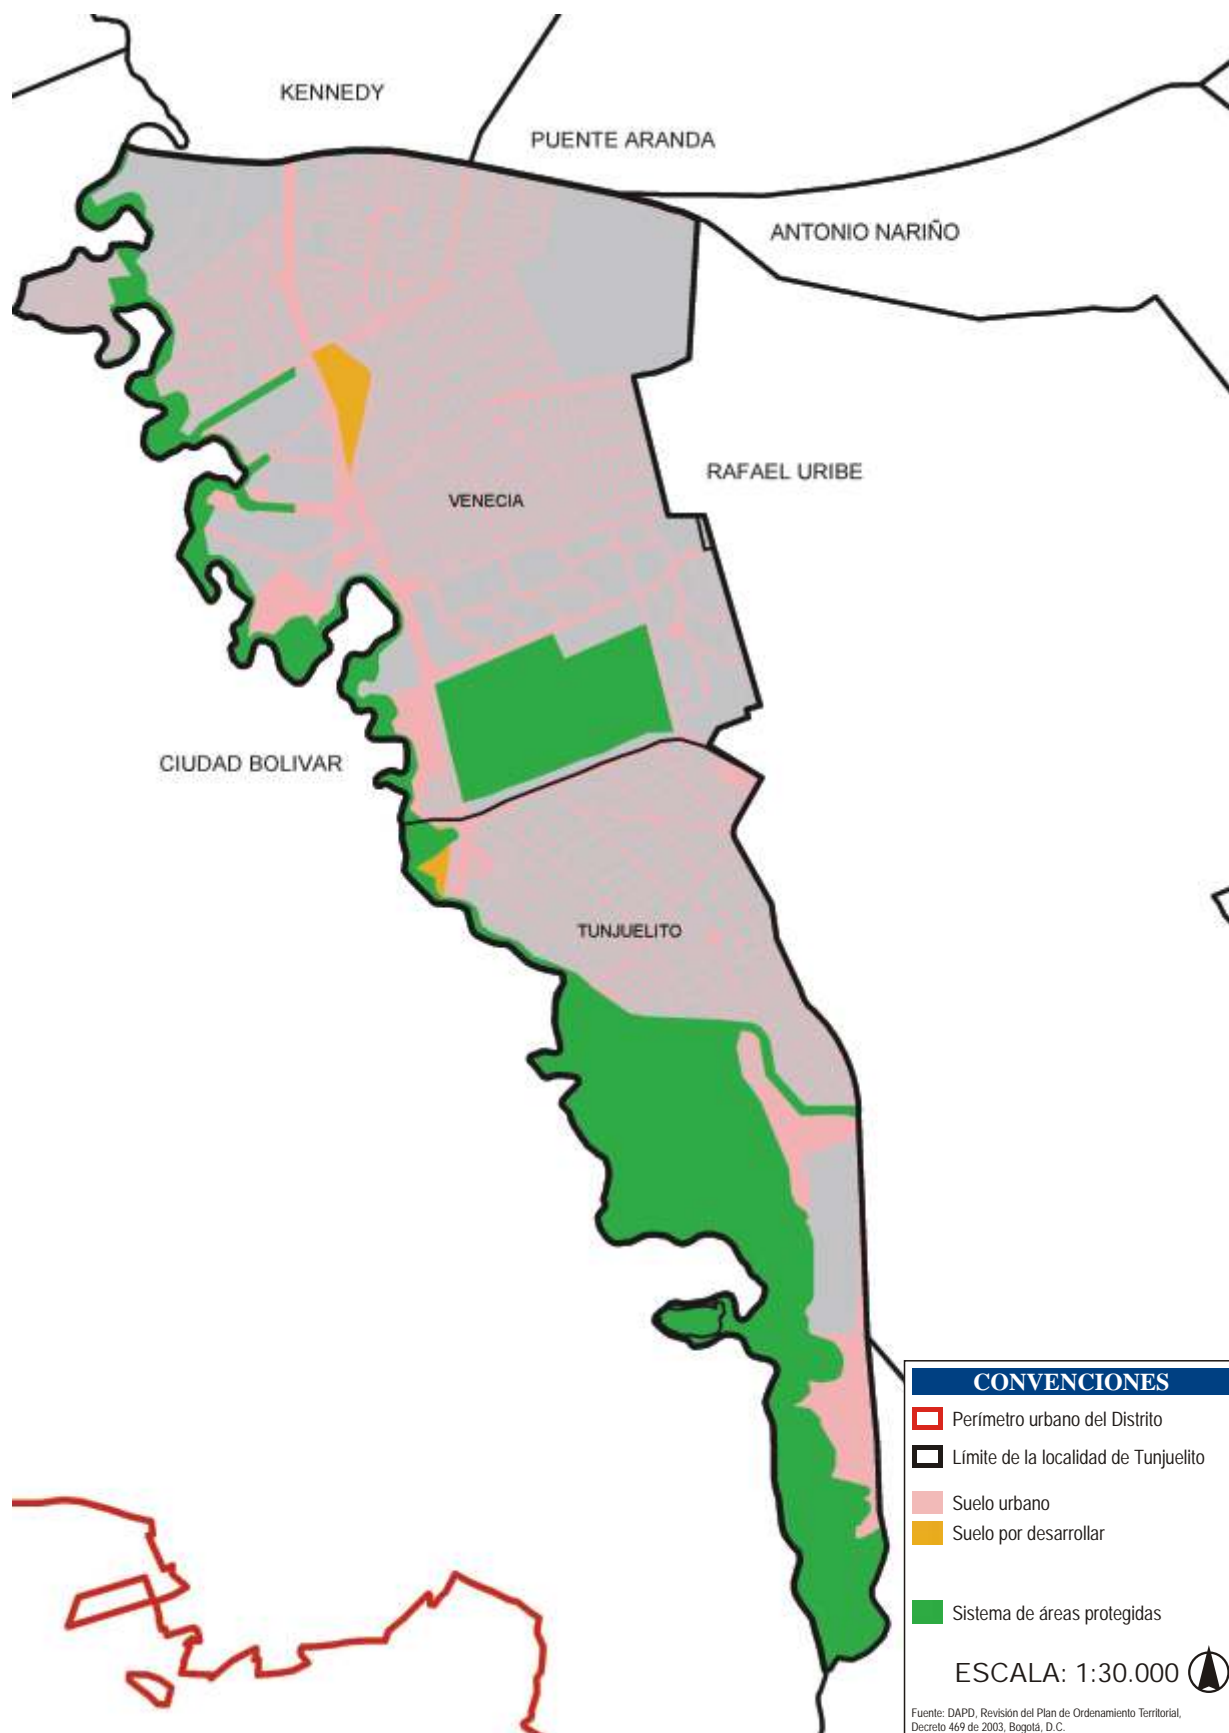 KENNEDY
PUENTE ARANDA
ANTONIO NARIÑO
RAFAEL URIBE
VENECIA
CIUDAD BOLIVAR
TUNJUELITO
CONVENCIONES
Perímetro urbano del Distrito
Límite de la localidad de Tunjuelito
Suelo urbano
Suelo por desarrollar
Sistema de áreas protegidas
ESCALA: 1:30.000
Fuente: DAPD, Revisión del Plan de Ordenamiento Territorial,
Decreto 469 de 2003, Bogotá, D.C.